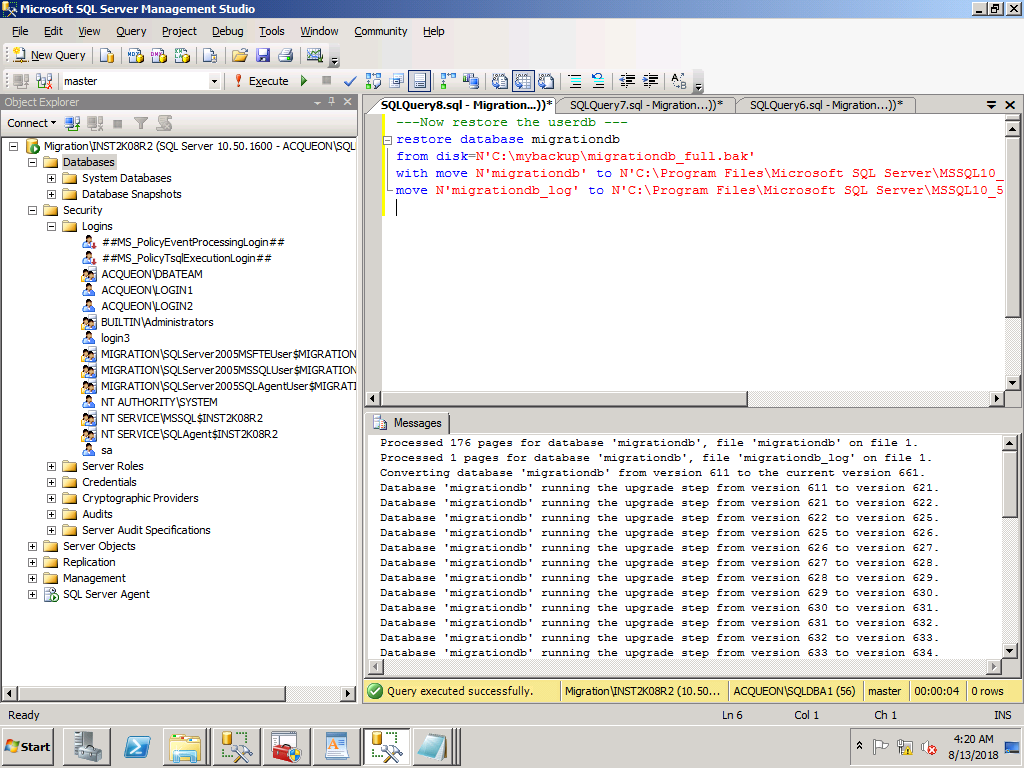 Microsoft SQL Server Management Studio
File Edit View Query Project Debug Tools Window Community Help
New Query
master Execute
Object Explorer
Connect
Migration\INST2K08R2 (SQL Server 10.50.1600 - ACQUEON\SQL
Databases
System Databases
Database Snapshots
Security
Logins
##MS_PolicyEventProcessingLogin##
##MS_PolicyTsqlExecutionLogin##
ACQUEON\DBATEAM
ACQUEON\LOGIN1
ACQUEON\LOGIN2
BUILTIN\Administrators
login3
MIGRATION\SQLServer2005MSFTEUser$MIGRATION
MIGRATION\SQLServer2005MSSQLUser$MIGRATION
MIGRATION\SQLServer2005SQLAgentUser$MIGRATI
NT AUTHORITY\SYSTEM
NT SERVICE\MSSQL$INST2K08R2
NT SERVICE\SQLAgent$INST2K08R2
sa
Server Roles
Credentials
Cryptographic Providers
Audits
Server Audit Specifications
Server Objects
Replication
Management
SQL Server Agent
SQLQuery8.sql - Migration...))* SQLQuery7.sql - Migration...))* SQLQuery6.sql - Migration...))*
---Now restore the userdb ---
restore database migrationdb
from disk=N'C:\mybackup\migrationdb_full.bak'
with move N'migrationdb' to N'C:\Program Files\Microsoft SQL Server\MSSQL10_
move N'migrationdb_log' to N'C:\Program Files\Microsoft SQL Server\MSSQL10_5
Messages
Processed 176 pages for database 'migrationdb', file 'migrationdb' on file 1.
Processed 1 pages for database 'migrationdb', file 'migrationdb_log' on file 1.
Converting database 'migrationdb' from version 611 to the current version 661.
Database 'migrationdb' running the upgrade step from version 611 to version 621.
Database 'migrationdb' running the upgrade step from version 621 to version 622.
Database 'migrationdb' running the upgrade step from version 622 to version 625.
Database 'migrationdb' running the upgrade step from version 625 to version 626.
Database 'migrationdb' running the upgrade step from version 626 to version 627.
Database 'migrationdb' running the upgrade step from version 627 to version 628.
Database 'migrationdb' running the upgrade step from version 628 to version 629.
Database 'migrationdb' running the upgrade step from version 629 to version 630.
Database 'migrationdb' running the upgrade step from version 630 to version 631.
Database 'migrationdb' running the upgrade step from version 631 to version 632.
Database 'migrationdb' running the upgrade step from version 632 to version 633.
Database 'migrationdb' running the upgrade step from version 633 to version 634.
Query executed successfully. Migration\INST2K08R2 (10.50... ACQUEON\SQLDBA1 (56) master 00:00:04 0 rows
Ready Ln 6 Col 1 Ch 1 INS
Start 4:20 AM
8/13/2018